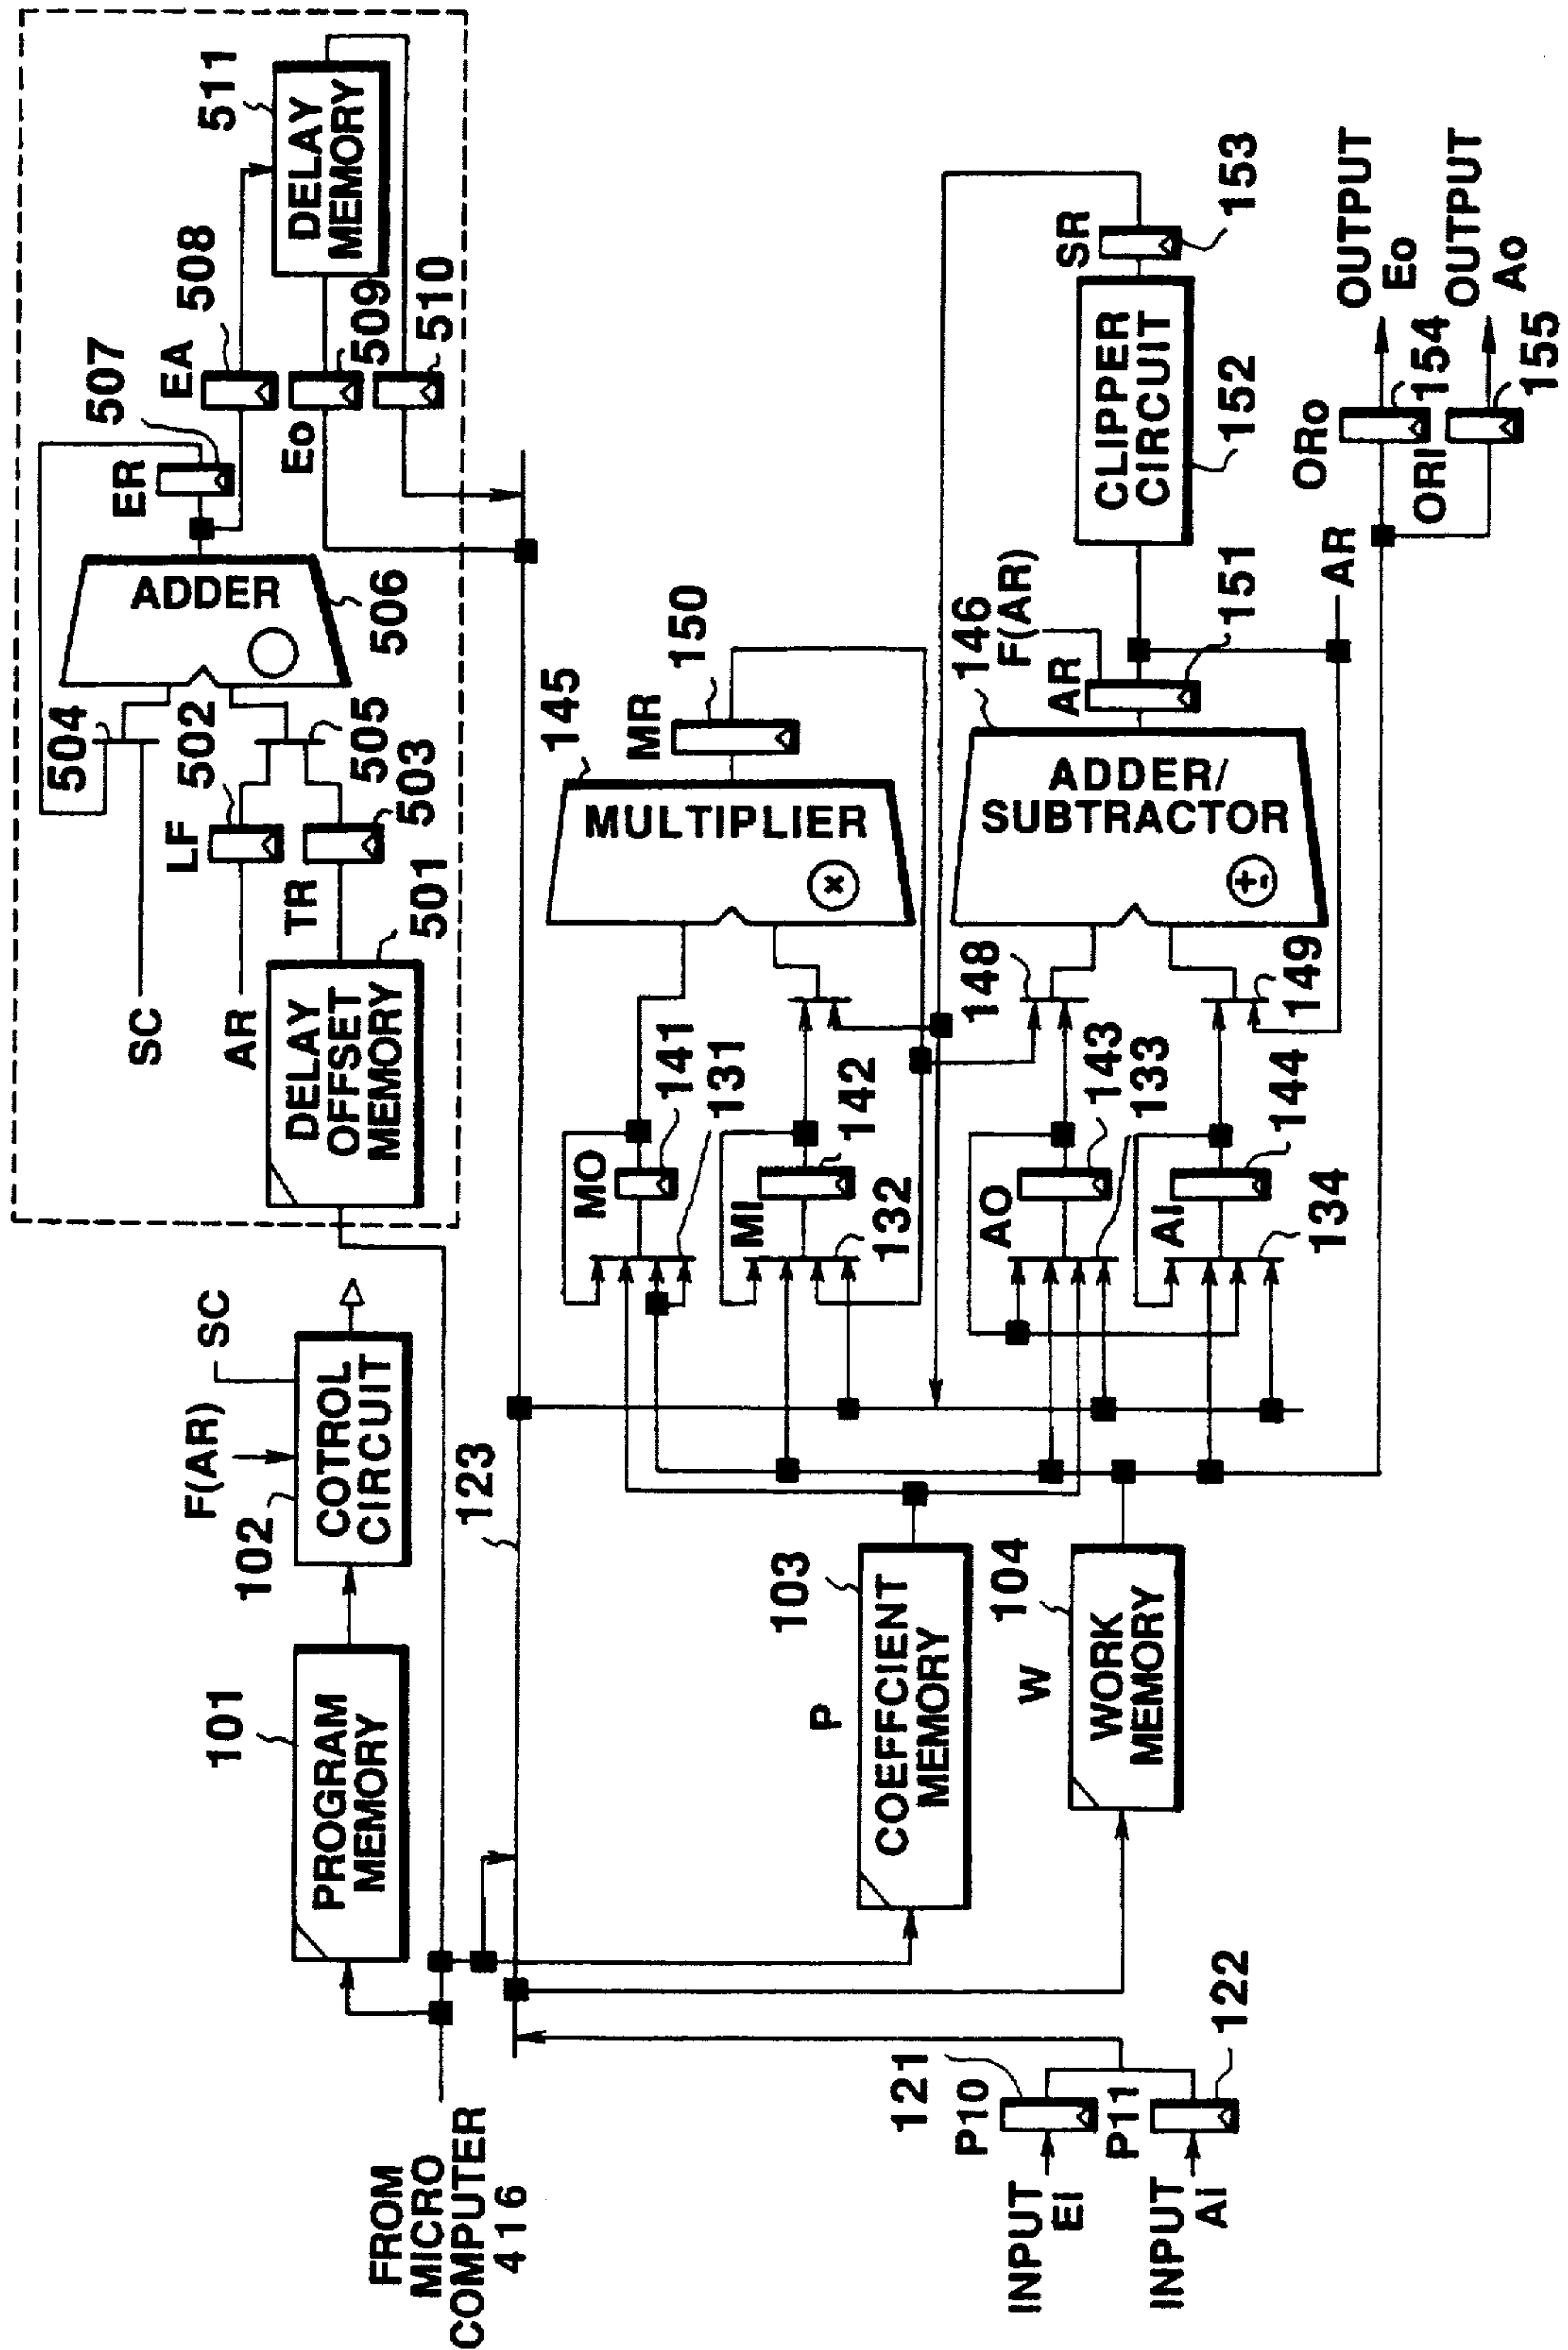 FROM
MICRO
COMPUTER
416
101
PROGRAM
MEMORY
102
F(AR)
SC
COTROL
CIRCUIT
123
SC
AR
DELAY
OFFSET
MEMORY
501
LF
502
TR
503
504
505
ADDER
506
ER
507
EA
508
Eo
509
510
DELAY
MEMORY
511
INPUT
Ei
P10
121
INPUT
Ai
P11
122
103
P
COEFFCIENT
MEMORY
104
W
WORK
MEMORY
MO
141
131
MI
142
132
AO
143
133
AI
144
134
145
MULTIPLIER
×
MR
150
148
149
146
ADDER/
SUBTRACTOR
±
AR
F(AR)
151
CLIPPER
CIRCUIT
152
SR
153
AR
ORo
154
ORI
155
OUTPUT
Eo
OUTPUT
Ao